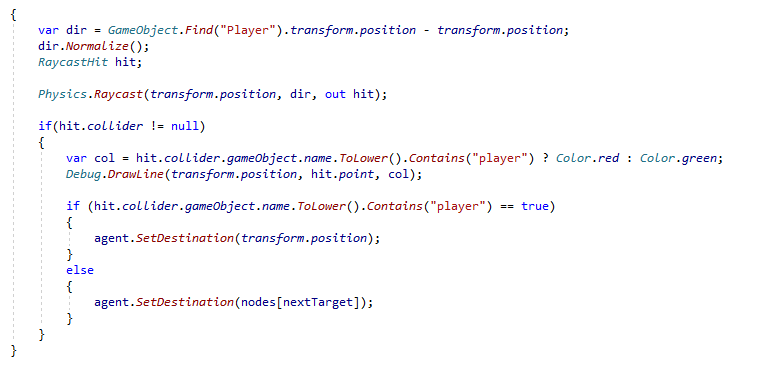 {
var dir = GameObject.Find("Player").transform.position - transform.position;
dir.Normalize();
RaycastHit hit;
Physics.Raycast(transform.position, dir, out hit);
if(hit.collider != null)
{
var col = hit.collider.gameObject.name.ToLower().Contains("player") ? Color.red : Color.green;
Debug.DrawLine(transform.position, hit.point, col);
if (hit.collider.gameObject.name.ToLower().Contains("player") == true)
{
agent.SetDestination(transform.position);
}
else
{
agent.SetDestination(nodes[nextTarget]);
}
}
}